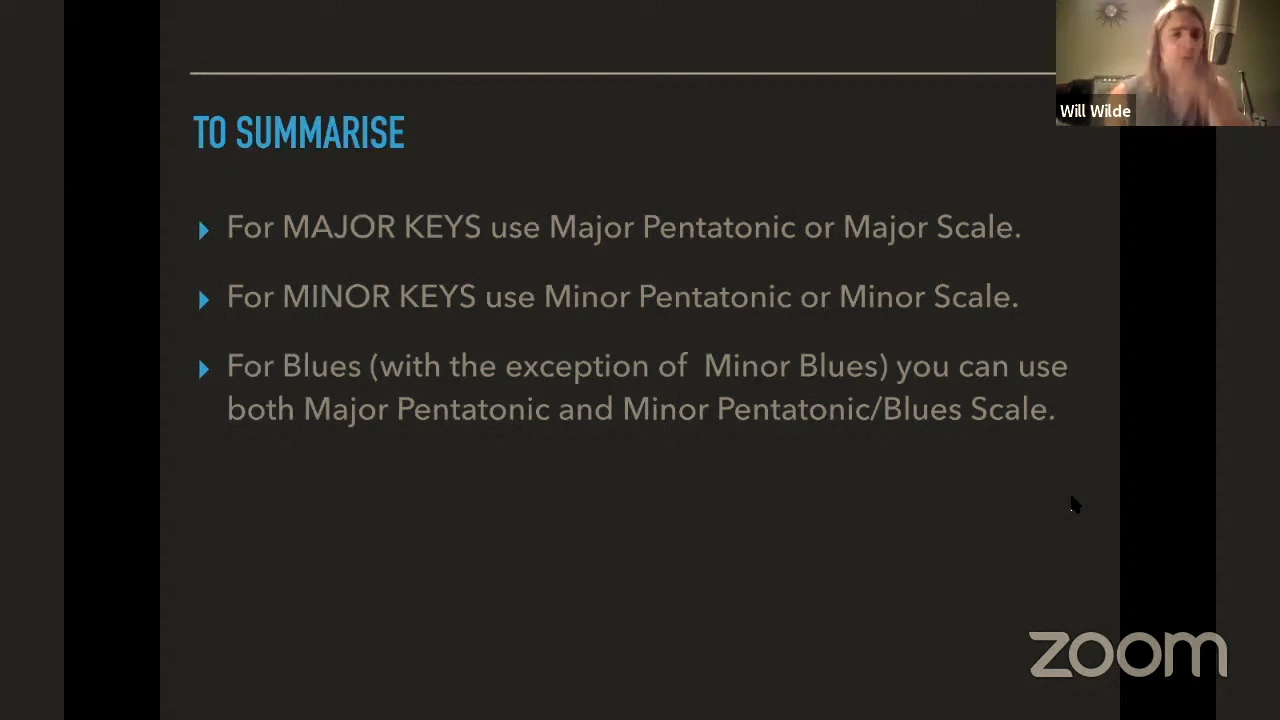 Will Wilde
TO SUMMARISE
For MAJOR KEYS use Major Pentatonic or Major Scale.
For MINOR KEYS use Minor Pentatonic or Minor Scale.
For Blues (with the exception of  Minor Blues) you can use
both Major Pentatonic and Minor Pentatonic/Blues Scale.
zoom